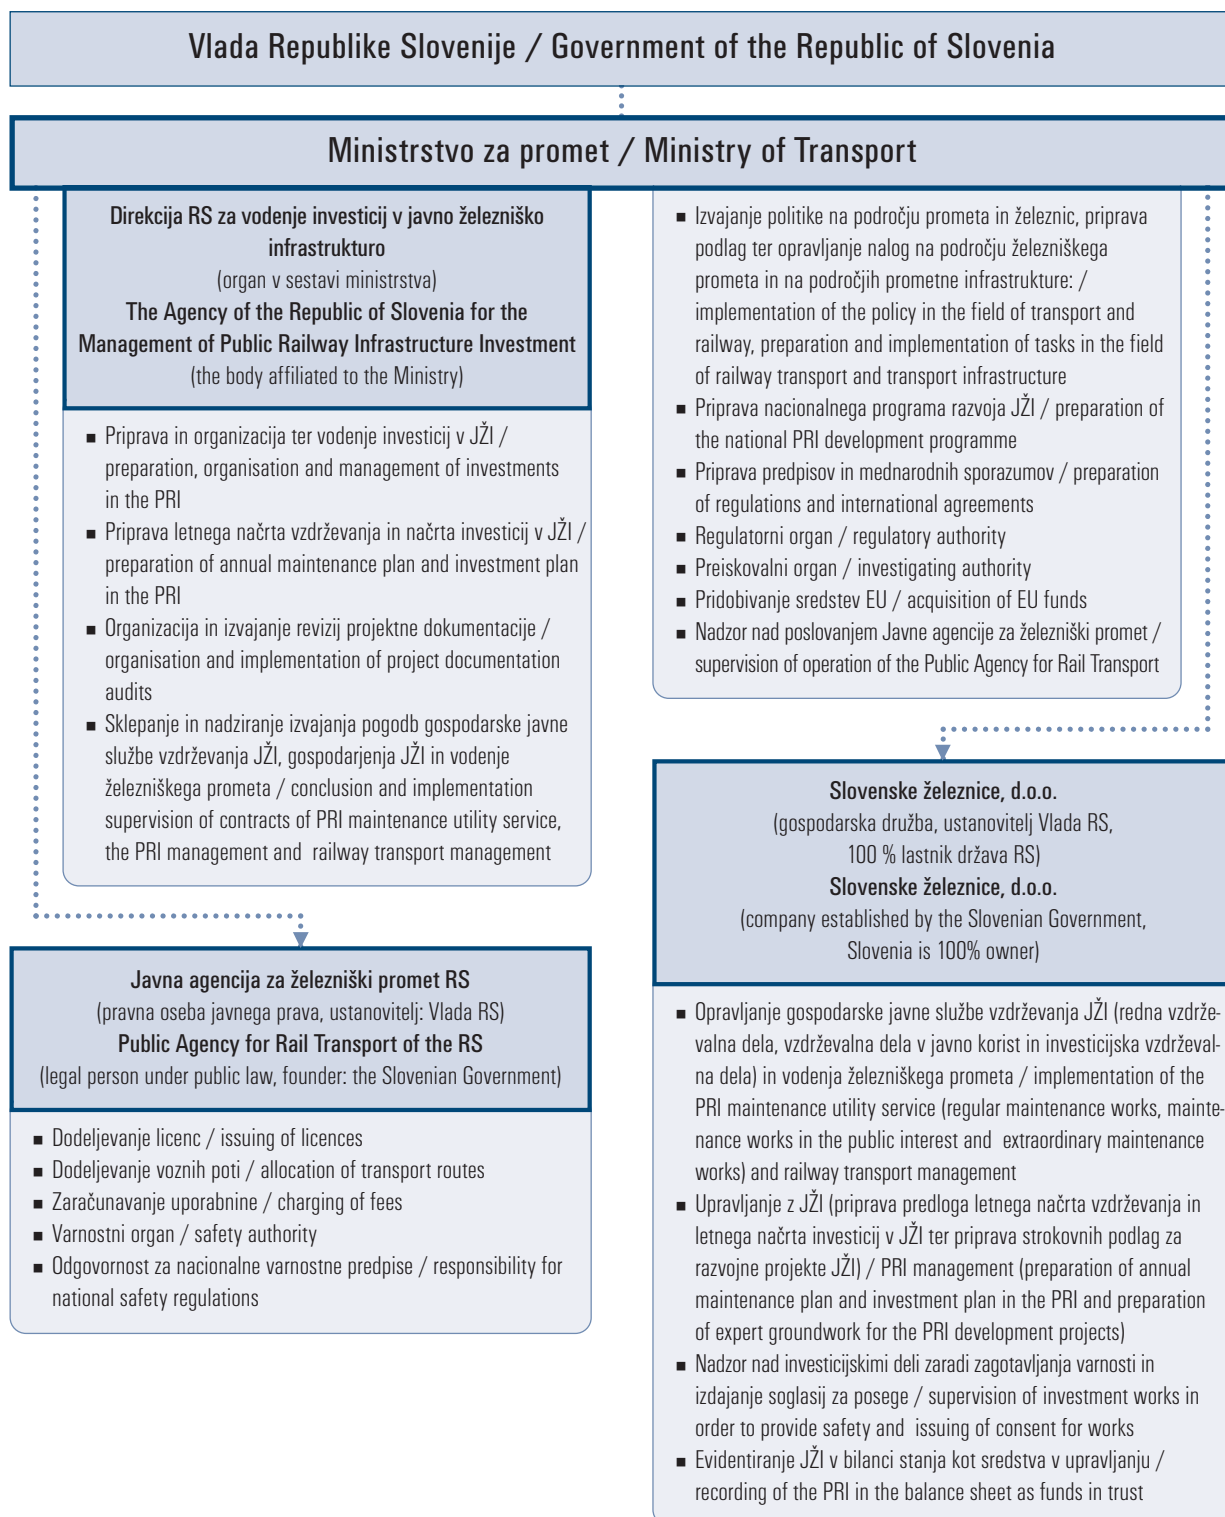 Vlada Republike Slovenije / Government of the Republic of Slovenia
Ministrstvo za promet / Ministry of Transport
Direkcija RS za vodenje investicij v javno železniško
infrastrukturo
(organ v sestavi ministrstva)
The Agency of the Republic of Slovenia for the
Management of Public Railway Infrastructure Investment
(the body affiliated to the Ministry)
■ Priprava in organizacija ter vodenje investicij v JŽI /
preparation, organisation and management of investments
in the PRI
■ Priprava letnega načrta vzdrževanja in načrta investicij v JŽI /
preparation of annual maintenance plan and investment plan
in the PRI
■ Organizacija in izvajanje revizij projektne dokumentacije /
organisation and implementation of project documentation
audits
■ Sklepanje in nadziranje izvajanja pogodb gospodarske javne
službe vzdrževanja JŽI, gospodarjenja JŽI in vodenje
železniškega prometa / conclusion and implementation
supervision of contracts of PRI maintenance utility service,
the PRI management and railway transport management
Javna agencija za železniški promet RS
(pravna oseba javnega prava, ustanovitelj: Vlada RS)
Public Agency for Rail Transport of the RS
(legal person under public law, founder: the Slovenian Government)
■ Dodeljevanje licenc / issuing of licences
■ Dodeljevanje voznih poti / allocation of transport routes
■ Zaračunavanje uporabnine / charging of fees
■ Varnostni organ / safety authority
■ Odgovornost za nacionalne varnostne predpise / responsibility for
national safety regulations
■ Izvajanje politike na področju prometa in železnic, priprava
podlag ter opravljanje nalog na področju železniškega
prometa in na področjih prometne infrastrukture: /
implementation of the policy in the field of transport and
railway, preparation and implementation of tasks in the field
of railway transport and transport infrastructure
■ Priprava nacionalnega programa razvoja JŽI / preparation of
the national PRI development programme
■ Priprava predpisov in mednarodnih sporazumov / preparation
of regulations and international agreements
■ Regulatorni organ / regulatory authority
■ Preiskovalni organ / investigating authority
■ Pridobivanje sredstev EU / acquisition of EU funds
■ Nadzor nad poslovanjem Javne agencije za železniški promet /
supervision of operation of the Public Agency for Rail Transport
Slovenske železnice, d.o.o.
(gospodarska družba, ustanovitelj Vlada RS,
100 % lastnik država RS)
Slovenske železnice, d.o.o.
(company established by the Slovenian Government,
Slovenia is 100% owner)
■ Opravljanje gospodarske javne službe vzdrževanja JŽI (redna vzdrže-
valna dela, vzdrževalna dela v javno korist in investicijska vzdrževal-
na dela) in vodenja železniškega prometa / implementation of the
PRI maintenance utility service (regular maintenance works, mainte-
nance works in the public interest and extraordinary maintenance
works) and railway transport management
■ Upravljanje z JŽI (priprava predloga letnega načrta vzdrževanja in
letnega načrta investicij v JŽI ter priprava strokovnih podlag za
razvojne projekte JŽI) / PRI management (preparation of annual
maintenance plan and investment plan in the PRI and preparation
of expert groundwork for the PRI development projects)
■ Nadzor nad investicijskimi deli zaradi zagotavljanja varnosti in
izdajanje soglasij za posege / supervision of investment works in
order to provide safety and issuing of consent for works
■ Evidentiranje JŽI v bilanci stanja kot sredstva v upravljanju /
recording of the PRI in the balance sheet as funds in trust